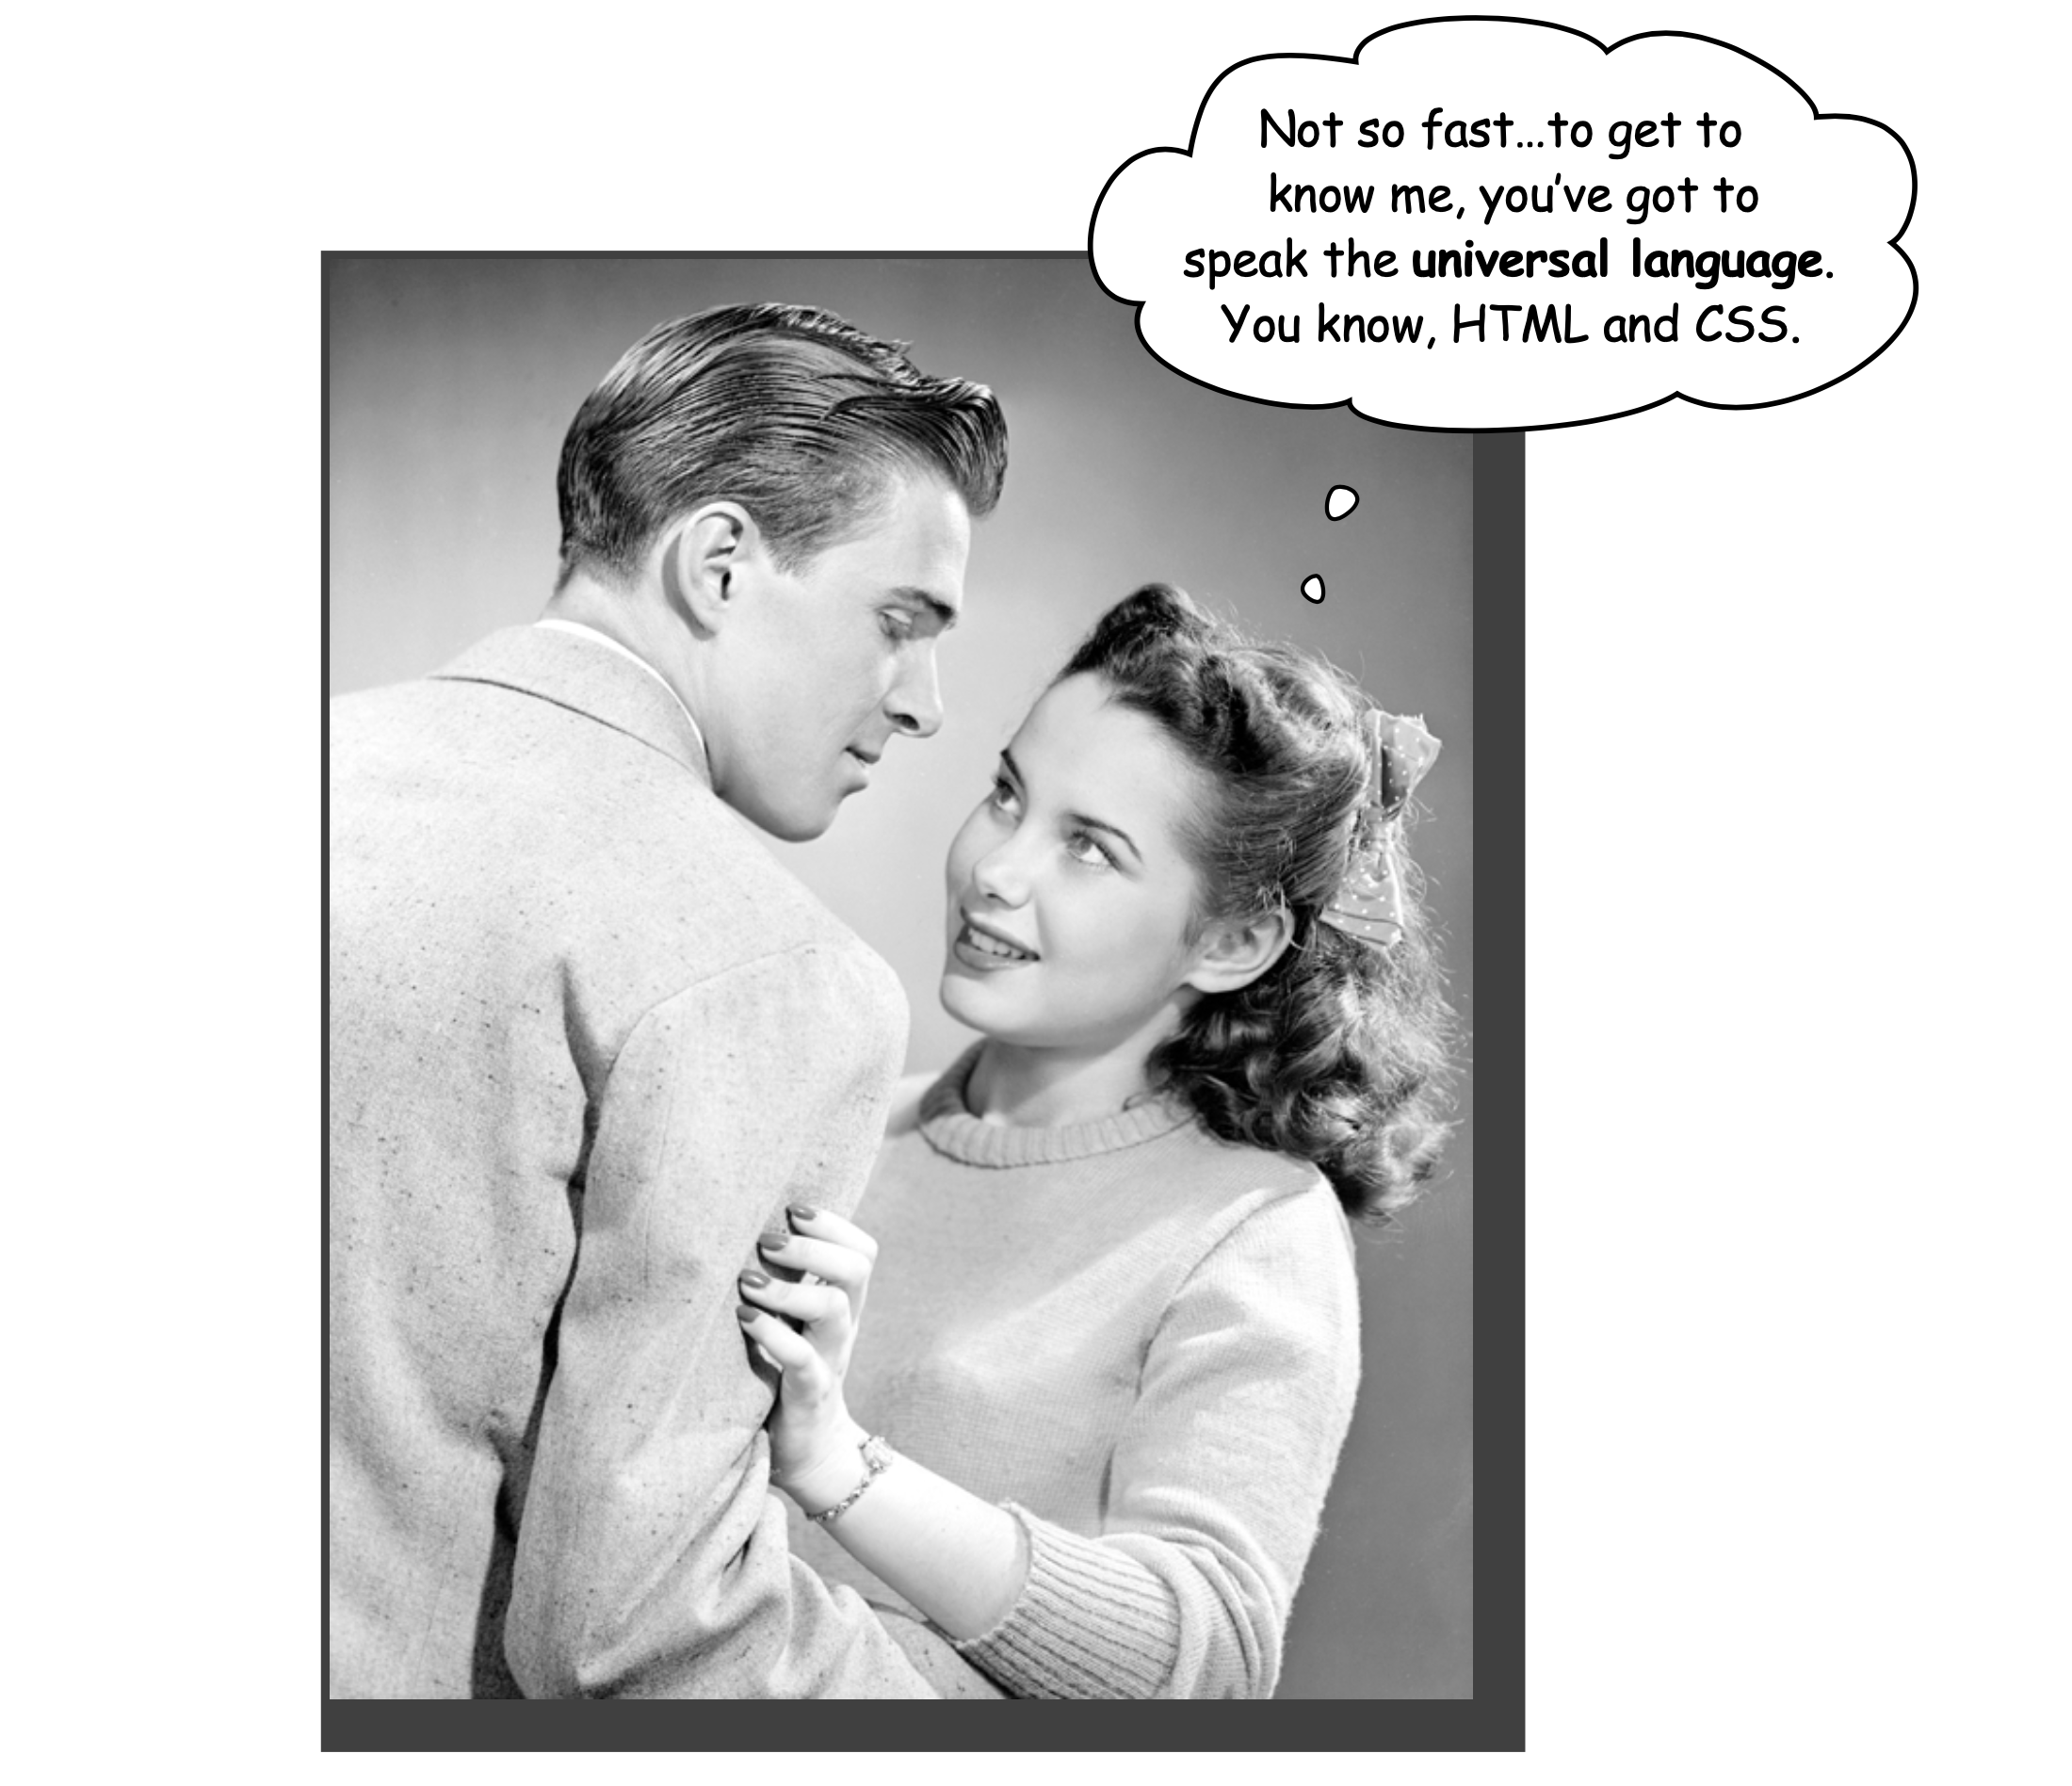 Not so fast...to get to
know me, you've got to
speak the universal language.
You know, HTML and CSS.